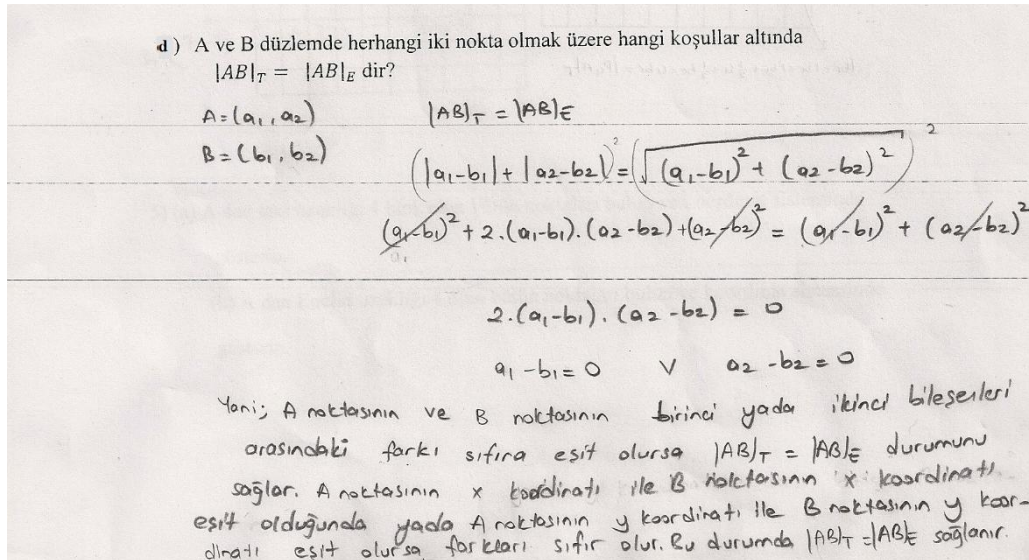 d) A ve B düzlemde herhangi iki nokta olmak üzere hangi koşullar altında
|AB|_T = |AB|_E dir?
A=(a₁,a₂) |AB|_T = |AB|_E
B=(b₁,b₂)
(|a₁-b₁|+|a₂-b₂|)² = (√((a₁-b₁)² + (a₂-b₂)²))²
(a₁-b₁)² + 2.(a₁-b₁).(a₂-b₂)+(a₂-b₂)² = (a₁-b₁)² + (a₂-b₂)²
2.(a₁-b₁).(a₂-b₂) = 0
a₁-b₁=0 ∨ a₂-b₂=0
Yani; A noktasının ve B noktasının birinci yada ikinci bileşenleri
arasındaki farkı sıfıra eşit olursa |AB|_T = |AB|_E durumunu
sağlar. A noktasının x koordinatı ile B noktasının x koordinatı
eşit olduğunda yada A noktasının y koordinatı ile B noktasının y koor-
dinatı eşit olursa farkları sıfır olur. Bu durumda |AB|_T = |AB|_E sağlanır.